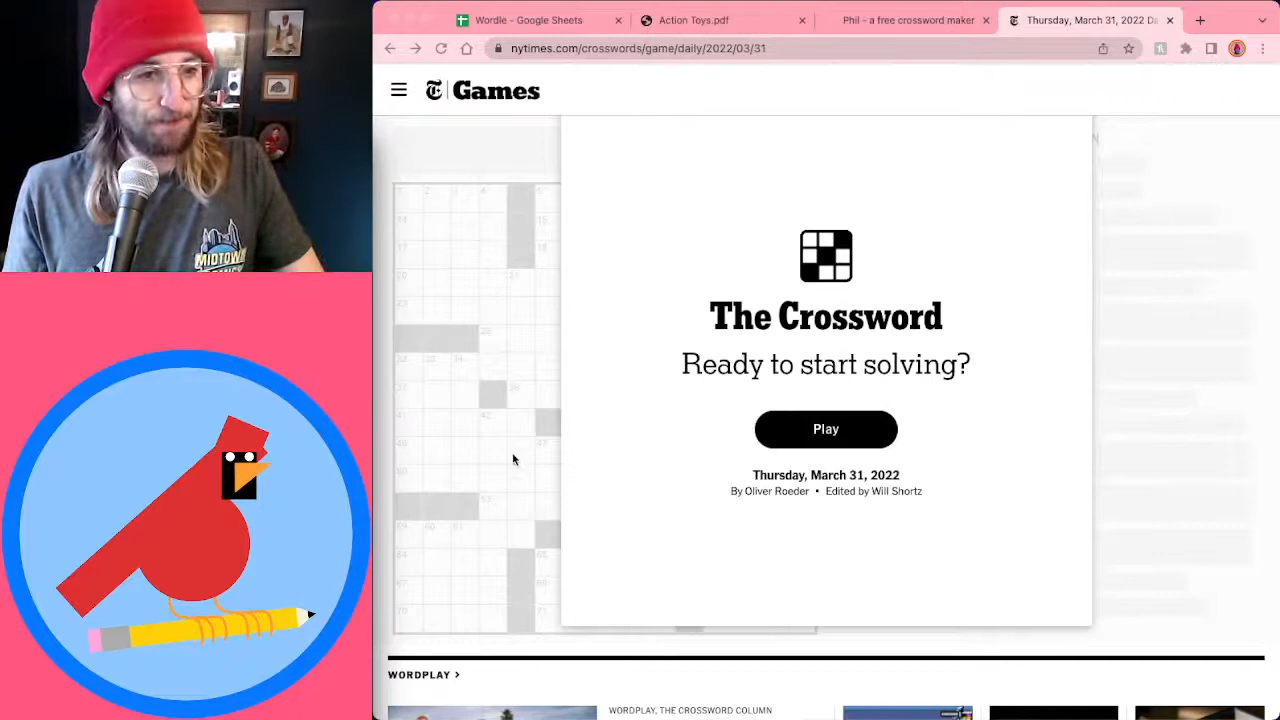 Wordle - Google Sheets
Action Toys.pdf
Phil - a free crossword maker
Thursday, March 31, 2022 Da
nytimes.com/crosswords/game/daily/2022/03/31
Games
The Crossword
Ready to start solving?
Play
Thursday, March 31, 2022
By Oliver Roeder • Edited by Will Shortz
MIDTOWN
WORDPLAY >
WORDPLAY, THE CROSSWORD COLUMN